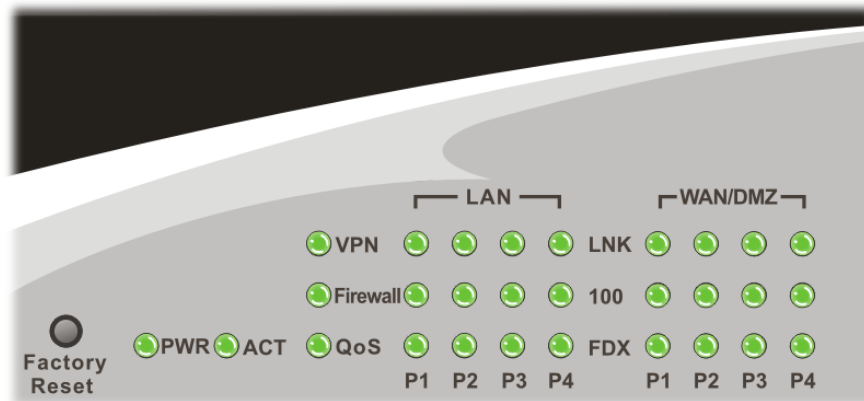 LAN WAN/DMZ
VPN LNK
Firewall 100
PWR ACT QoS FDX
Factory
Reset
P1 P2 P3 P4 P1 P2 P3 P4